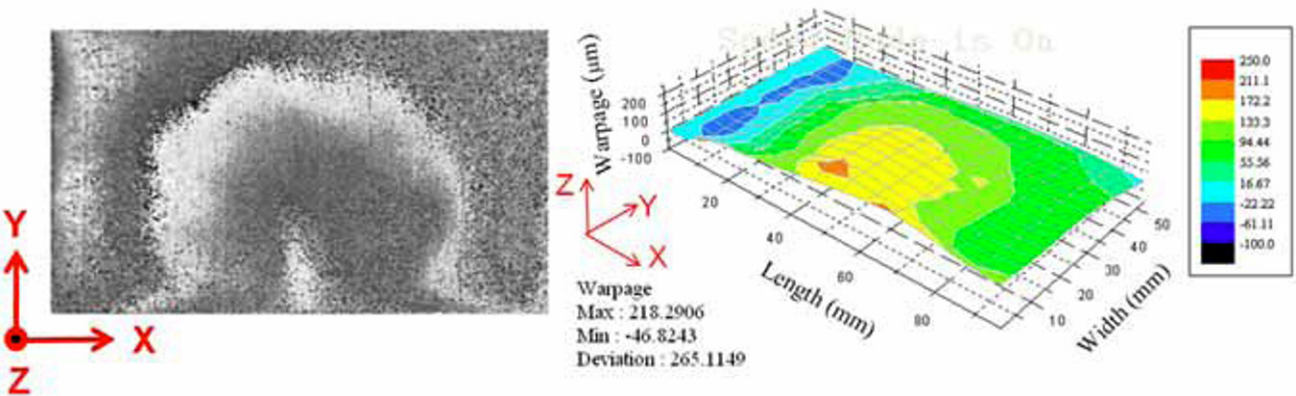 Y
X
Z
Z
Y
X
Warpage
Max : 218.2906
Min : -46.8243
Deviation : 265.1149
Warpage (μm)
200
100
0
-100
20
40
60
80
Length (mm)
10
20
30
40
50
Width (mm)
is On
250.0
211.1
172.2
133.3
94.44
55.56
16.67
-22.22
-61.11
-100.0